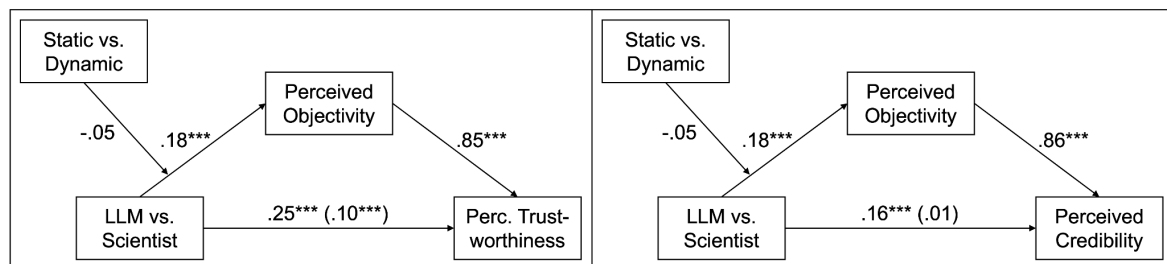 Static vs.
Dynamic
Perceived
Objectivity
-.05
.18***
.85***
LLM vs.
Scientist
.25*** (.10***)
Perc. Trust-
worthiness
Static vs.
Dynamic
Perceived
Objectivity
-.05
.18***
.86***
LLM vs.
Scientist
.16*** (.01)
Perceived
Credibility